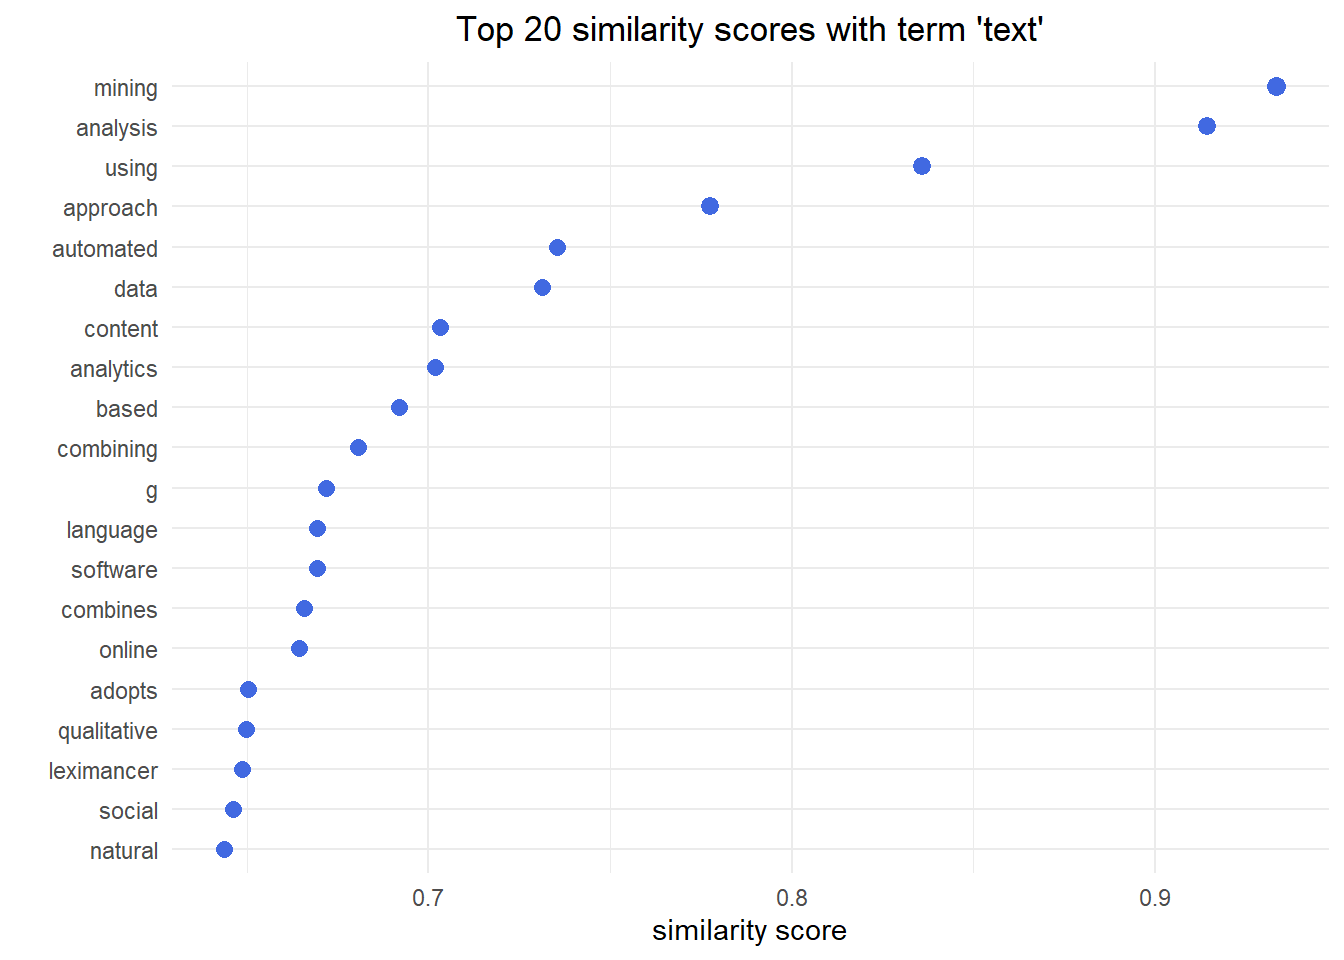 Top 20 similarity scores with term 'text'
mining
analysis
using
approach
automated
data
content
analytics
based
combining
g
language
software
combines
online
adopts
qualitative
leximancer
social
natural
0.7 0.8 0.9
similarity score